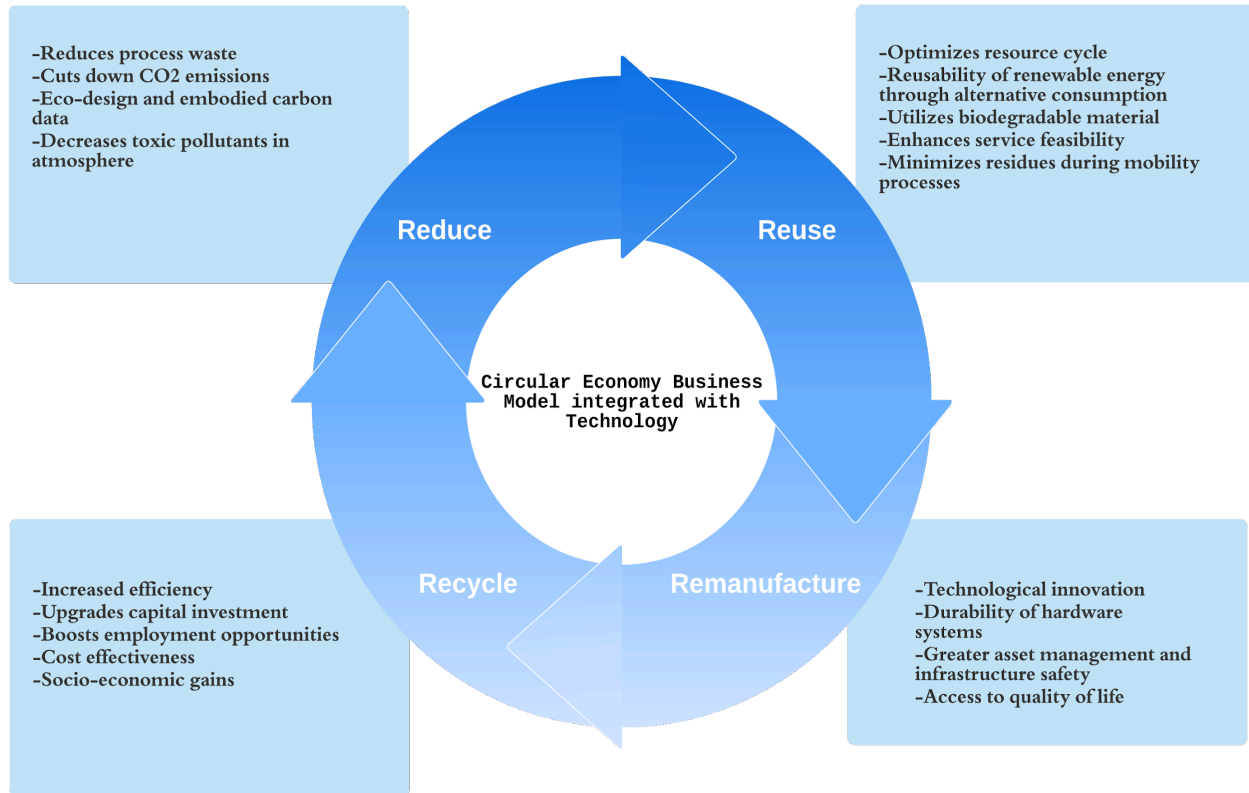 -Reduces process waste
-Cuts down CO2 emissions
-Eco-design and embodied carbon
data
-Decreases toxic pollutants in
atmosphere
-Optimizes resource cycle
-Reusability of renewable energy
through alternative consumption
-Utilizes biodegradable material
-Enhances service feasibility
-Minimizes residues during mobility
processes
Reduce
Reuse
Circular Economy Business
Model integrated with
Technology
Recycle
Remanufacture
-Increased efficiency
-Upgrades capital investment
-Boosts employment opportunities
-Cost effectiveness
-Socio-economic gains
-Technological innovation
-Durability of hardware
systems
-Greater asset management and
infrastructure safety
-Access to quality of life